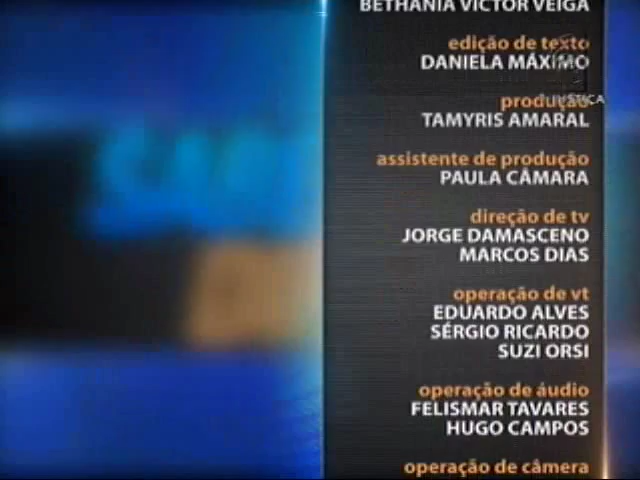 BETHANIA VICTOR VEIGA
edição de texto
DANIELA MÁXIMO
produção
JUSTIÇA
TAMYRIS AMARAL
assistente de produção
PAULA CÂMARA
direção de tv
JORGE DAMASCENO
MARCOS DIAS
operação de vt
EDUARDO ALVES
SÉRGIO RICARDO
SUZI ORSI
operação de áudio
FELISMAR TAVARES
HUGO CAMPOS
operação de câmera